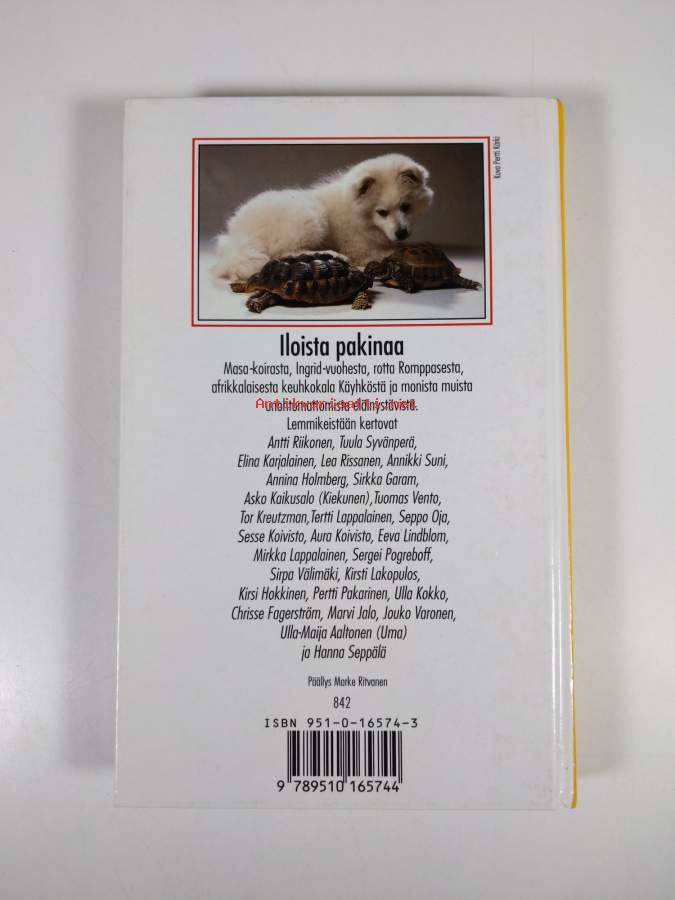 Kuva Pertti Kärki
Iloista pakinaa
Masa-koirasta, Ingrid-vuohesta, rotta Romppasesta,
afrikkalaisesta keuhkokala Käyhköstä ja monista muista
unohtumattomista eläinystävistä.
Antikvariaatti.net
Lemmikeistään kertovat
Antti Riikonen, Tuula Syvänperä,
Elina Karjalainen, Lea Rissanen, Annikki Suni,
Annina Holmberg, Sirkka Garam,
Asko Kaikusalo (Kiekunen),Tuomas Vento,
Tor Kreutzman,Tertti Lappalainen, Seppo Oja,
Sesse Koivisto, Aura Koivisto, Eeva Lindblom,
Mirkka Lappalainen, Sergei Pogreboff,
Sirpa Välimäki, Kirsti Lakopulos,
Kirsi Hokkinen, Pertti Pakarinen, Ulla Kokko,
Chrisse Fagerström, Marvi Jalo, Jouko Varonen,
Ulla-Maija Aaltonen (Uma)
ja Hanna Seppälä
Päällys Marke Ritvanen
842
ISBN 951-0-16574-3
9 789510 165744